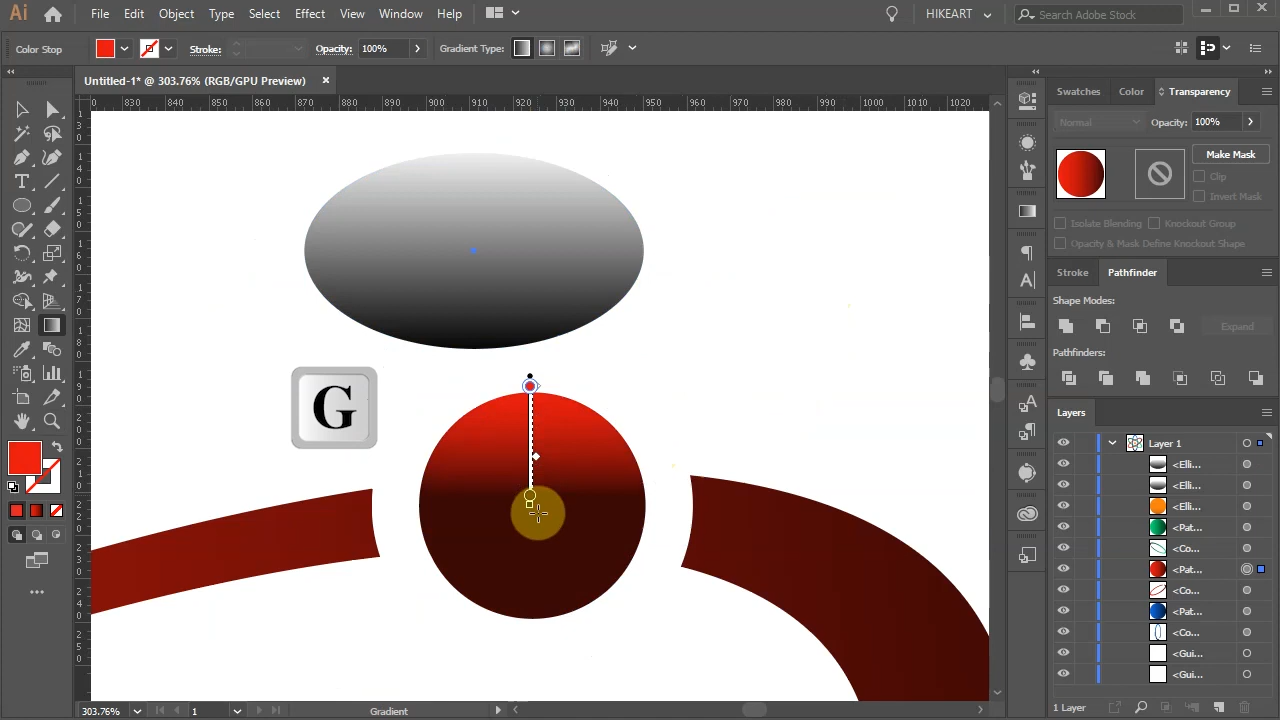 Ai File Edit Object Type Select Effect View Window Help HIKEART Search Adobe Stock
Color Stop Stroke: Opacity: 100% Gradient Type:
Untitled-1* @ 303.76% (RGB/GPU Preview)
0 830 840 850 860 870 880 890 900 910 920 930 940 950 960 970 980 990 1000 1010 1020
Swatches Color Transparency
Normal Opacity: 100%
Make Mask
Clip
Invert Mask
Isolate Blending Knockout Group
Opacity & Mask Define Knockout Shape
Stroke Pathfinder
Shape Modes:
Expand
Pathfinders:
G
Layers
Layer 1
<Elli...
<Elli...
<Elli...
<Pat...
<Co...
<Pat...
<Co...
<Pat...
<Co...
<Gui...
<Gui...
1 Layer
303.76% 1 Gradient